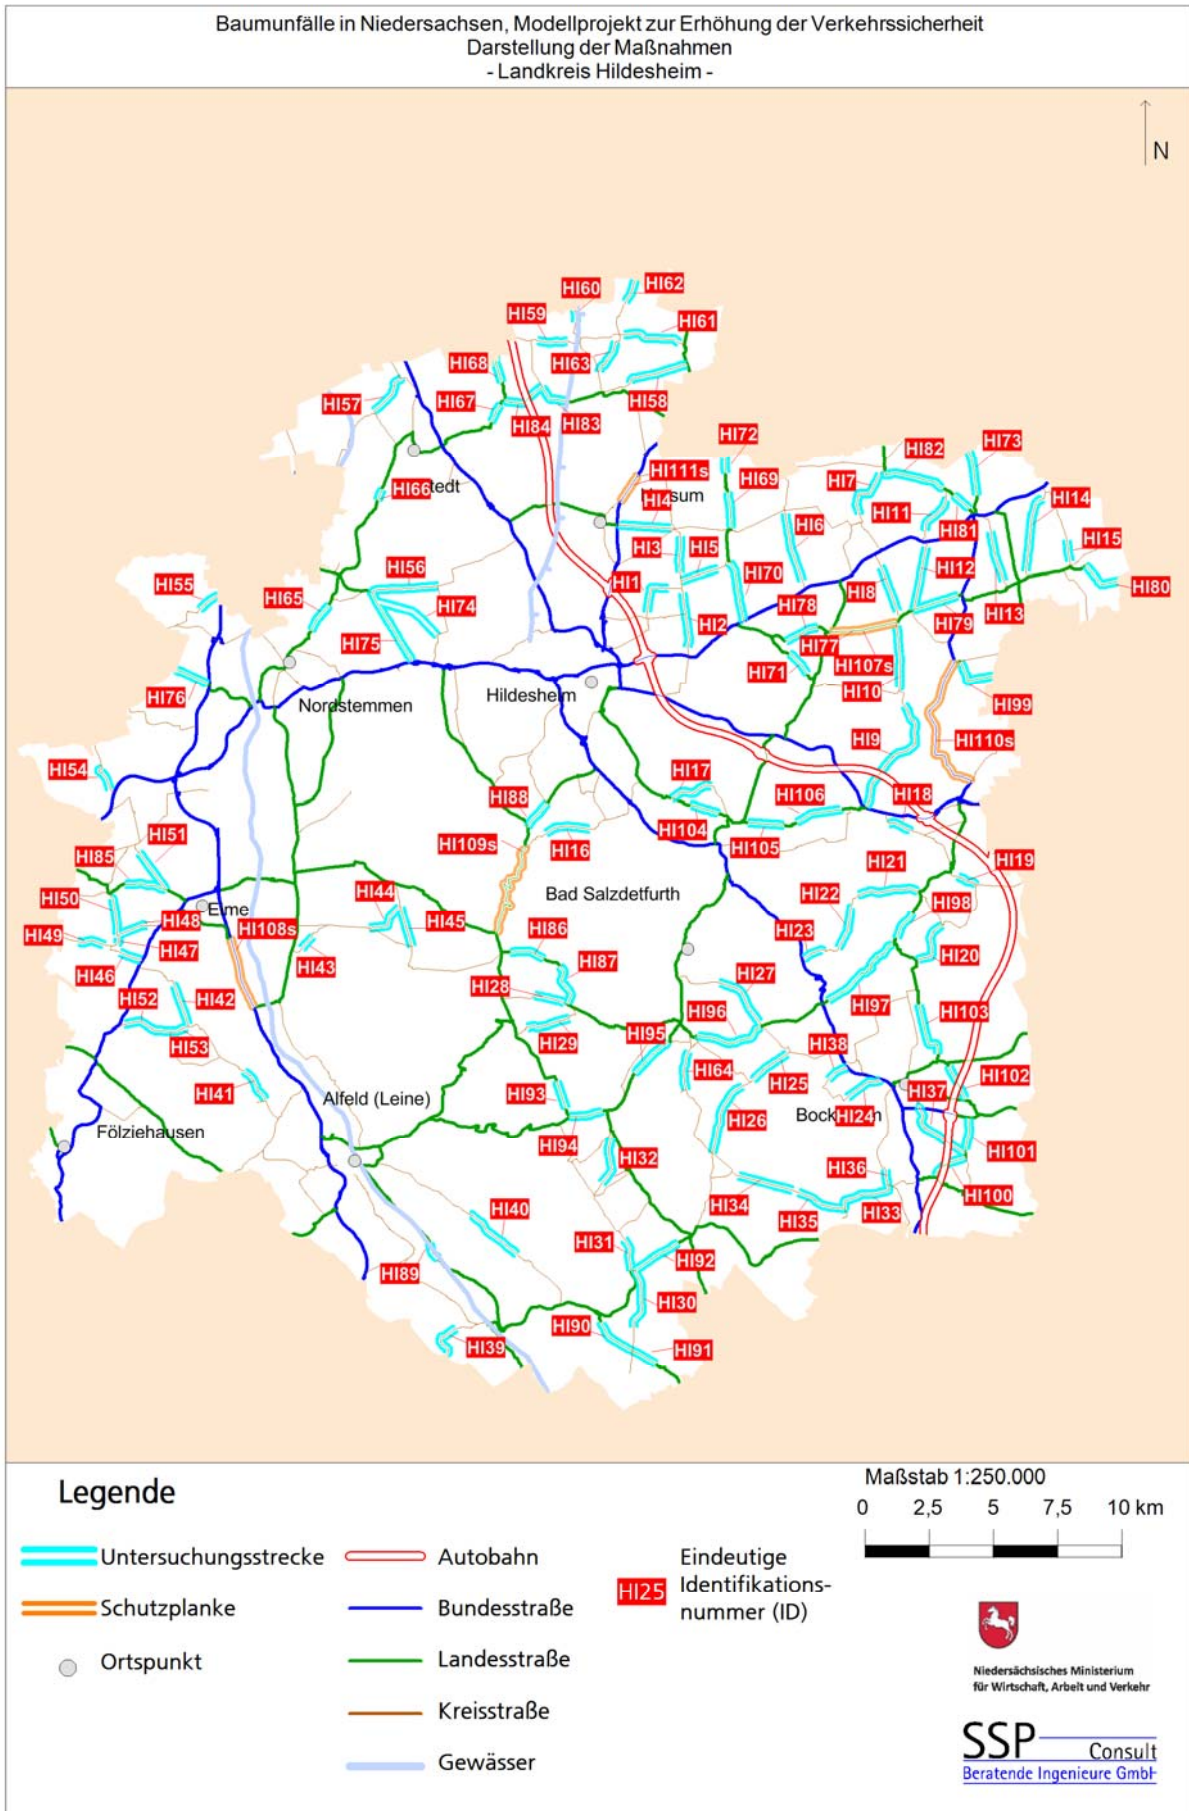 Baumunfälle in Niedersachsen, Modellprojekt zur Erhöhung der Verkehrssicherheit
Darstellung der Maßnahmen
- Landkreis Hildesheim -
N
HI62
HI60
HI59
HI61
HI68
HI63
HI57
HI67
HI58
HI84
HI83
HI72
HI73
HI82
HI111s
HI69
HI7
HI66
tedt
sum
HI4
HI14
HI11
HI6
HI81
HI15
HI3
HI5
HI56
HI12
HI55
HI1
HI70
HI80
HI8
HI65
HI74
HI78
HI13
HI2
HI79
HI75
HI77
HI107s
HI71
HI76
Hildesheim
HI10
Nordstemmen
HI99
HI9
HI110s
HI54
HI17
HI88
HI106
HI18
HI51
HI104
HI109s
HI16
HI105
HI85
HI19
HI21
HI50
HI44
Bad Salzdetfurth
HI22
HI98
Eime
HI48
HI45
HI108s
HI86
HI23
HI49
HI47
HI20
HI43
HI87
HI46
HI27
HI28
HI52
HI42
HI97
HI96
HI103
HI95
HI29
HI53
HI38
HI64
HI102
HI25
HI41
HI93
HI37
Alfeld (Leine)
HI26
Bock
HI24
Fölziehausen
HI94
HI101
HI32
HI36
HI34
HI100
HI40
HI33
HI35
HI31
HI92
HI89
HI30
HI90
HI39
HI91
Legende
Maßstab 1:250.000
0 2,5 5 7,5 10 km
Untersuchungsstrecke
Autobahn
Eindeutige
Identifikations-
nummer (ID)
HI25
Schutzplanke
Bundesstraße
Ortspunkt
Landesstraße
Kreisstraße
Gewässer
Niedersächsisches Ministerium
für Wirtschaft, Arbeit und Verkehr
SSP
Consult
Beratende Ingenieure GmbH